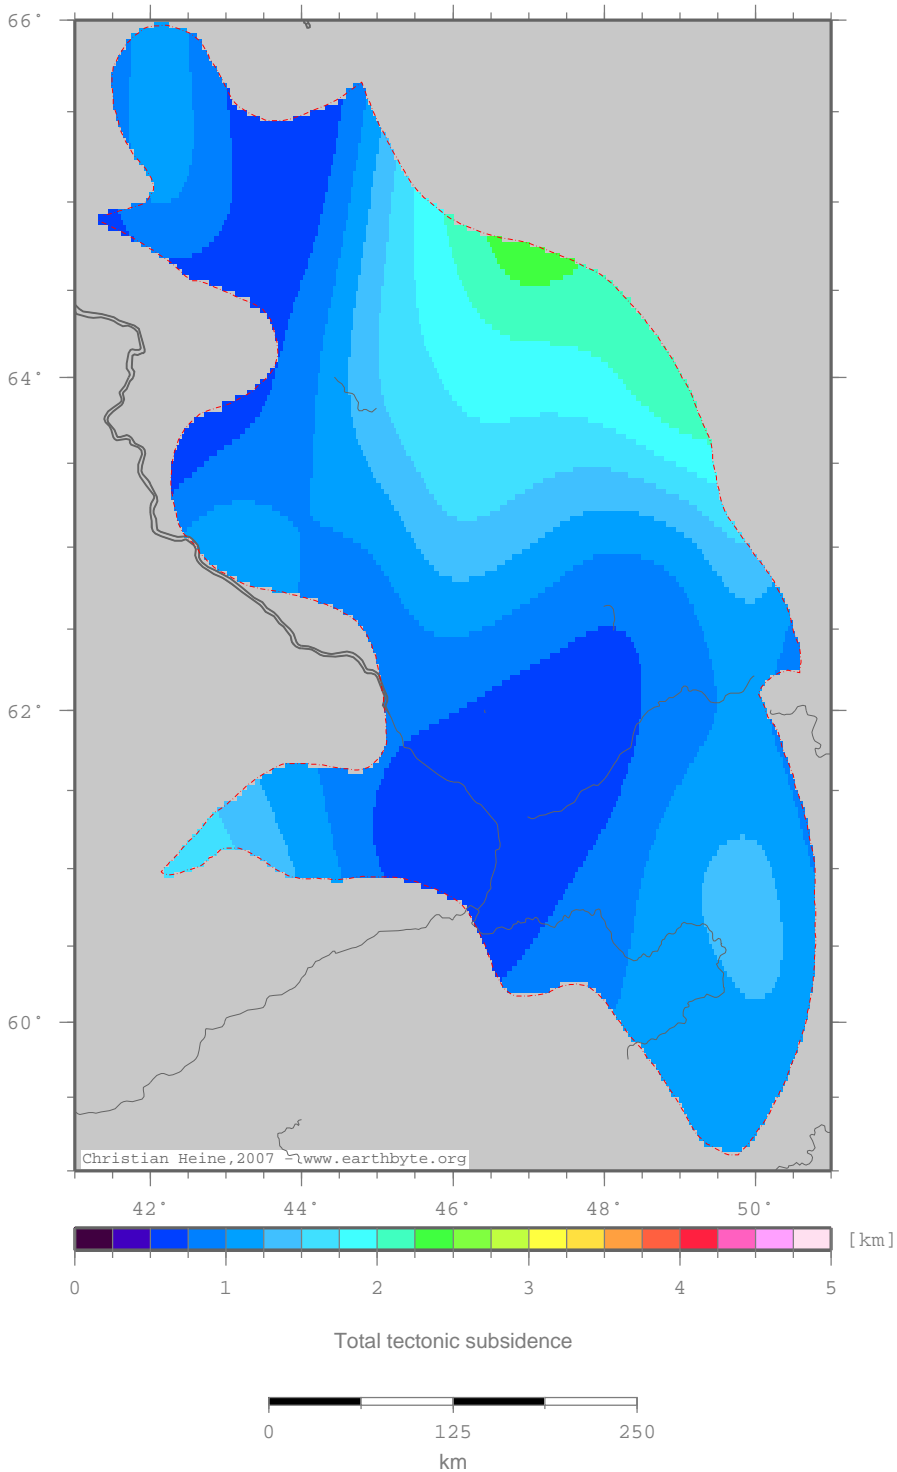 66°
64°
62°
60°
Christian Heine,2007 - www.earthbyte.org
42° 44° 46° 48° 50°
[km]
0 1 2 3 4 5
Total tectonic subsidence
0 125 250
km